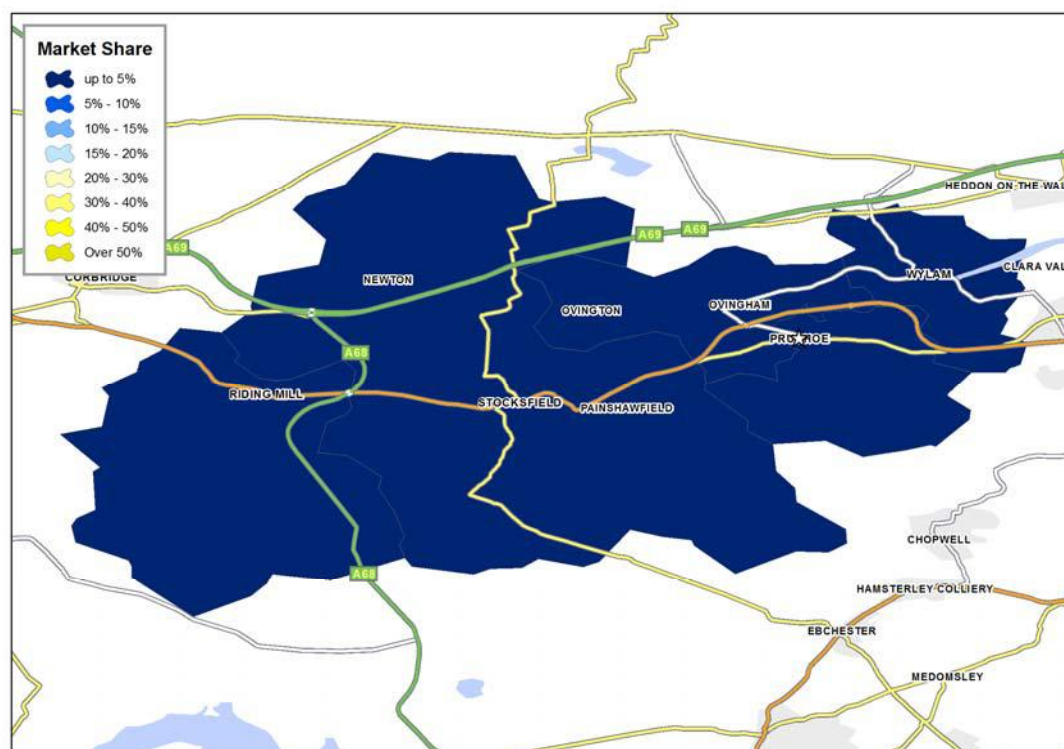 Market Share
up to 5%
5% - 10%
10% - 15%
15% - 20%
20% - 30%
30% - 40%
40% - 50%
Over 50%
HEDDON ON THE WAL
A69
A69
A69
CORBRIDGE
NEWTON
WYLAM
CLARA VAL
OVINGTON
OVINGHAM
A68
RIDING MILL
STOCKSFIELD
PAINSHAWFIELD
CHOPWELL
A68
HAMSTERLEY COLLIERY
EBCHESTER
MEDOMSLEY